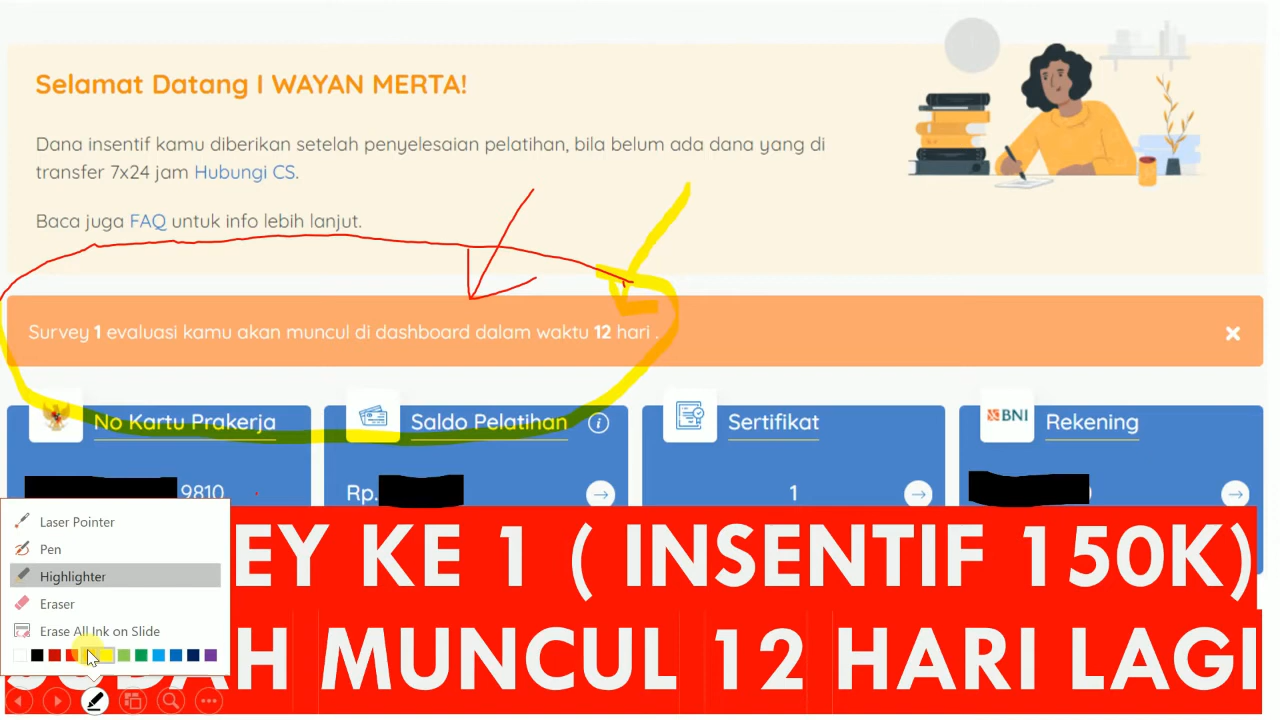 Selamat Datang I WAYAN MERTA!
Dana insentif kamu diberikan setelah penyelesaian pelatihan, bila belum ada dana yang di
transfer 7x24 jam Hubungi CS.
Baca juga FAQ untuk info lebih lanjut.
Survey 1 evaluasi kamu akan muncul di dashboard dalam waktu 12 hari .
No Kartu Prakerja
Saldo Pelatihan
Sertifikat
BNI
Rekening
9810
Rp.
1
Laser Pointer
Pen
Highlighter
Eraser
Erase All Ink on Slide
EY KE 1 ( INSENTIF 150K)
H MUNCUL 12 HARI LAGI